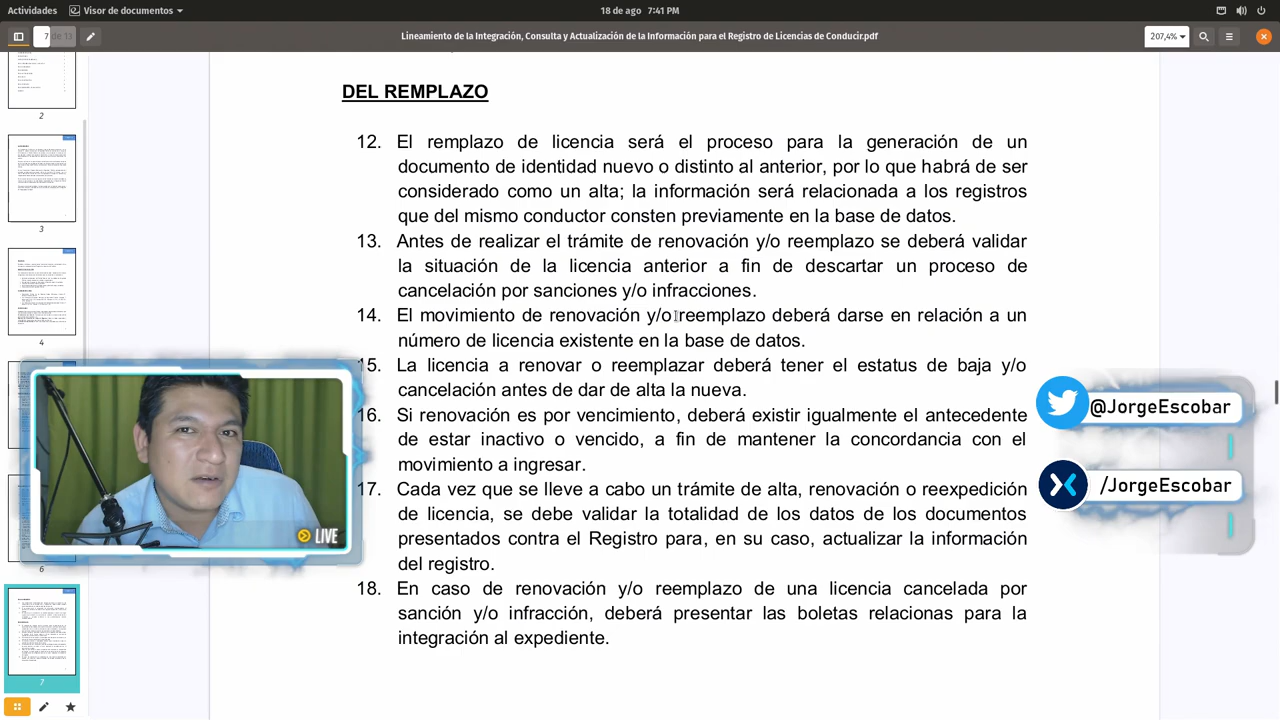 Actividades
Visor de documentos
18 de ago 7:41 PM
7 de 13
Lineamiento de la Integración, Consulta y Actualización de la Información para el Registro de Licencias de Conducir.pdf
207,4%
DEL REMPLAZO
12. El remplazo de licencia será el proceso para la generación de un
documento de identidad nuevo o distinto al anterior, por lo que habrá de ser
considerado como un alta; la información será relacionada a los registros
que del mismo conductor consten previamente en la base de datos.
13. Antes de realizar el trámite de renovación y/o reemplazo se deberá validar
la situación de la licencia anterior a fin de descartar un proceso de
cancelación por sanciones y/o infracciones.
14. El movimiento de renovación y/o reemplazo deberá darse en relación a un
número de licencia existente en la base de datos.
15. La licencia a renovar o reemplazar deberá tener el estatus de baja y/o
cancelación antes de dar de alta la nueva.
16. Si renovación es por vencimiento, deberá existir igualmente el antecedente
de estar inactivo o vencido, a fin de mantener la concordancia con el
movimiento a ingresar.
17. Cada vez que se lleve a cabo un trámite de alta, renovación o reexpedición
de licencia, se debe validar la totalidad de los datos de los documentos
presentados contra el Registro para, en su caso, actualizar la información
del registro.
18. En caso de renovación y/o reemplazo de una licencia cancelada por
sanción y/o infracción, deberá presentar las boletas relacionas para la
integración al expediente.
2
3
4
6
7
LIVE
@JorgeEscobar
/JorgeEscobar